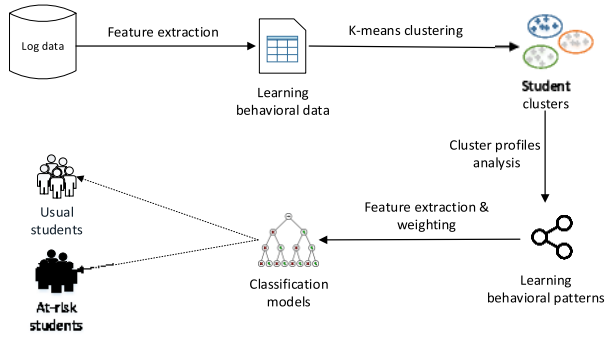 Log data
Feature extraction
K-means clustering
Learning
behavioral data
Student
clusters
Cluster profiles
analysis
Usual
students
Feature extraction &
weighting
Classification
models
Learning
behavioral patterns
At-risk
students